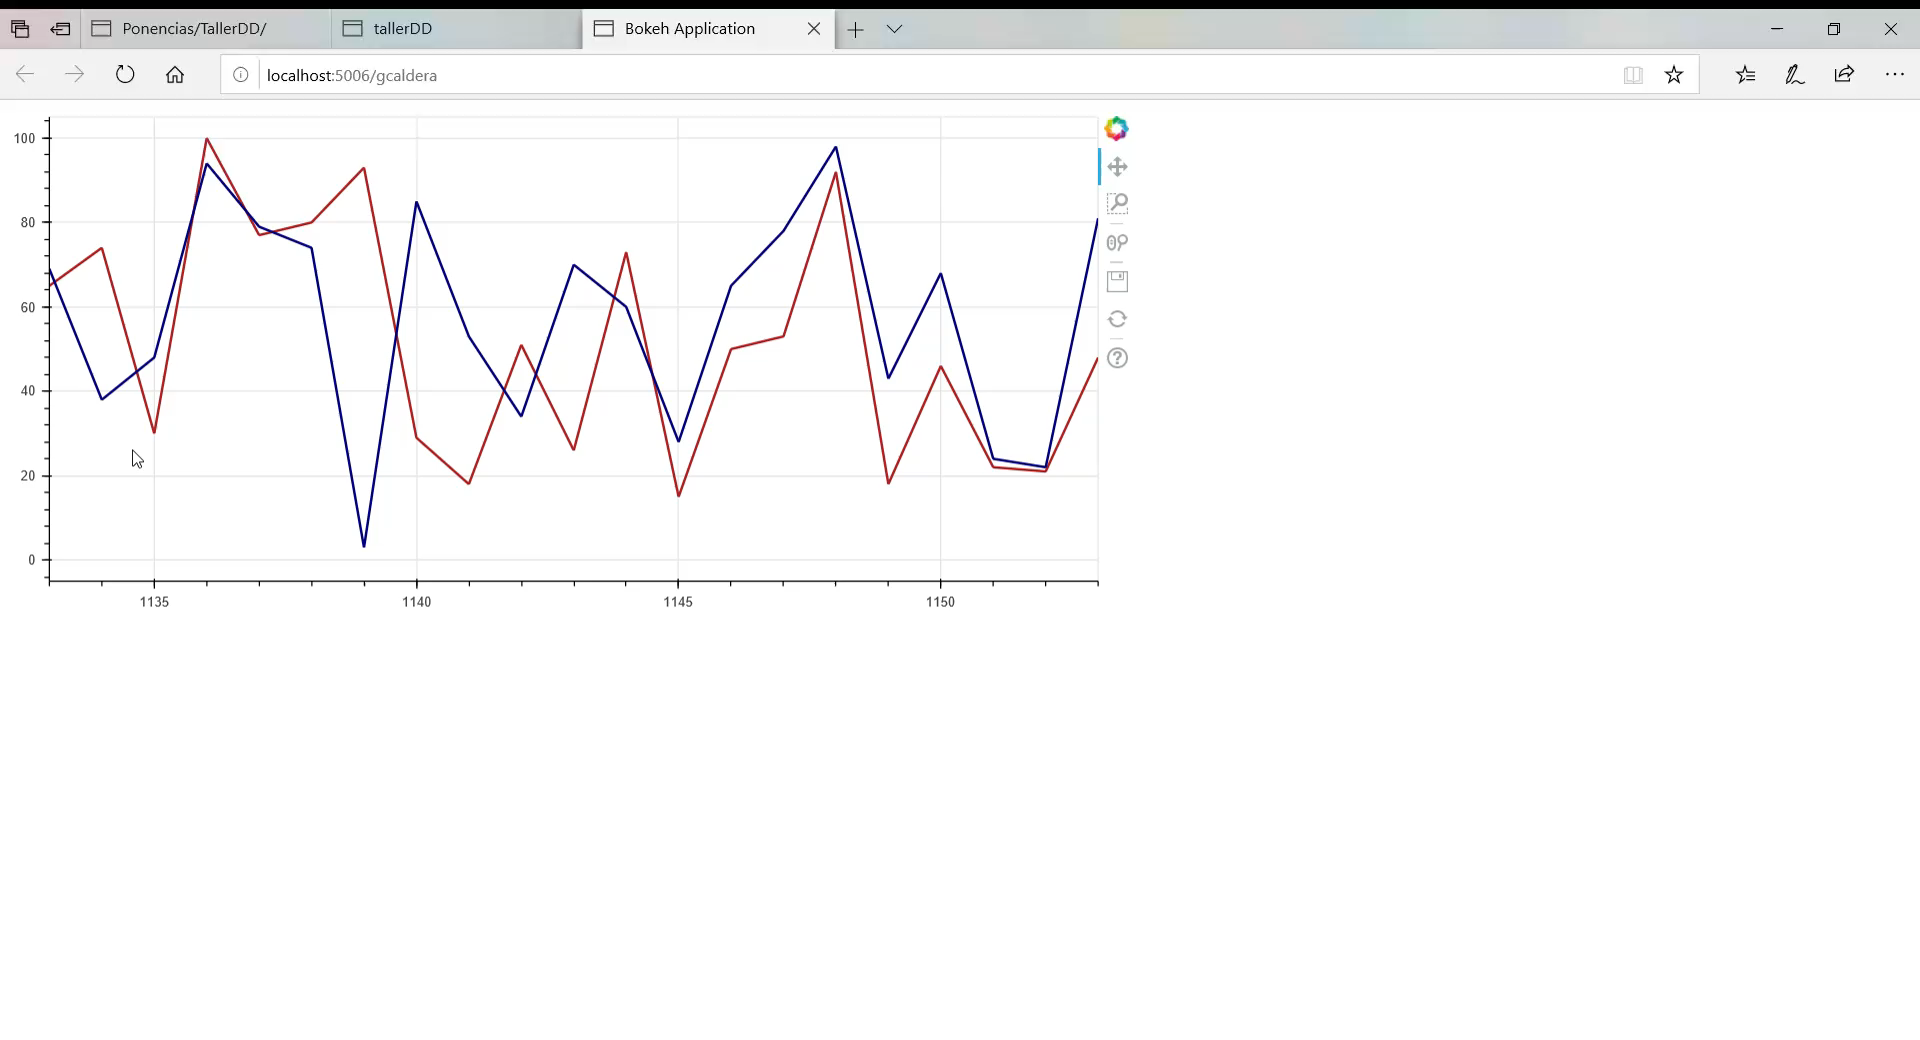 Ponencias/TallerDD/
tallerDD
Bokeh Application
localhost:5006/gcaldera
100
80
60
40
20
0
1135
1140
1145
1150